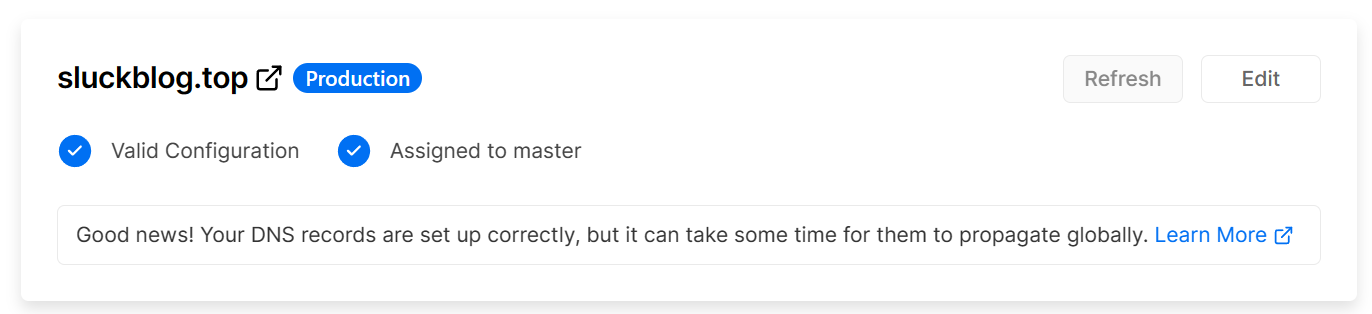 sluckblog.top Production Refresh Edit
Valid Configuration Assigned to master
Good news! Your DNS records are set up correctly, but it can take some time for them to propagate globally. Learn More